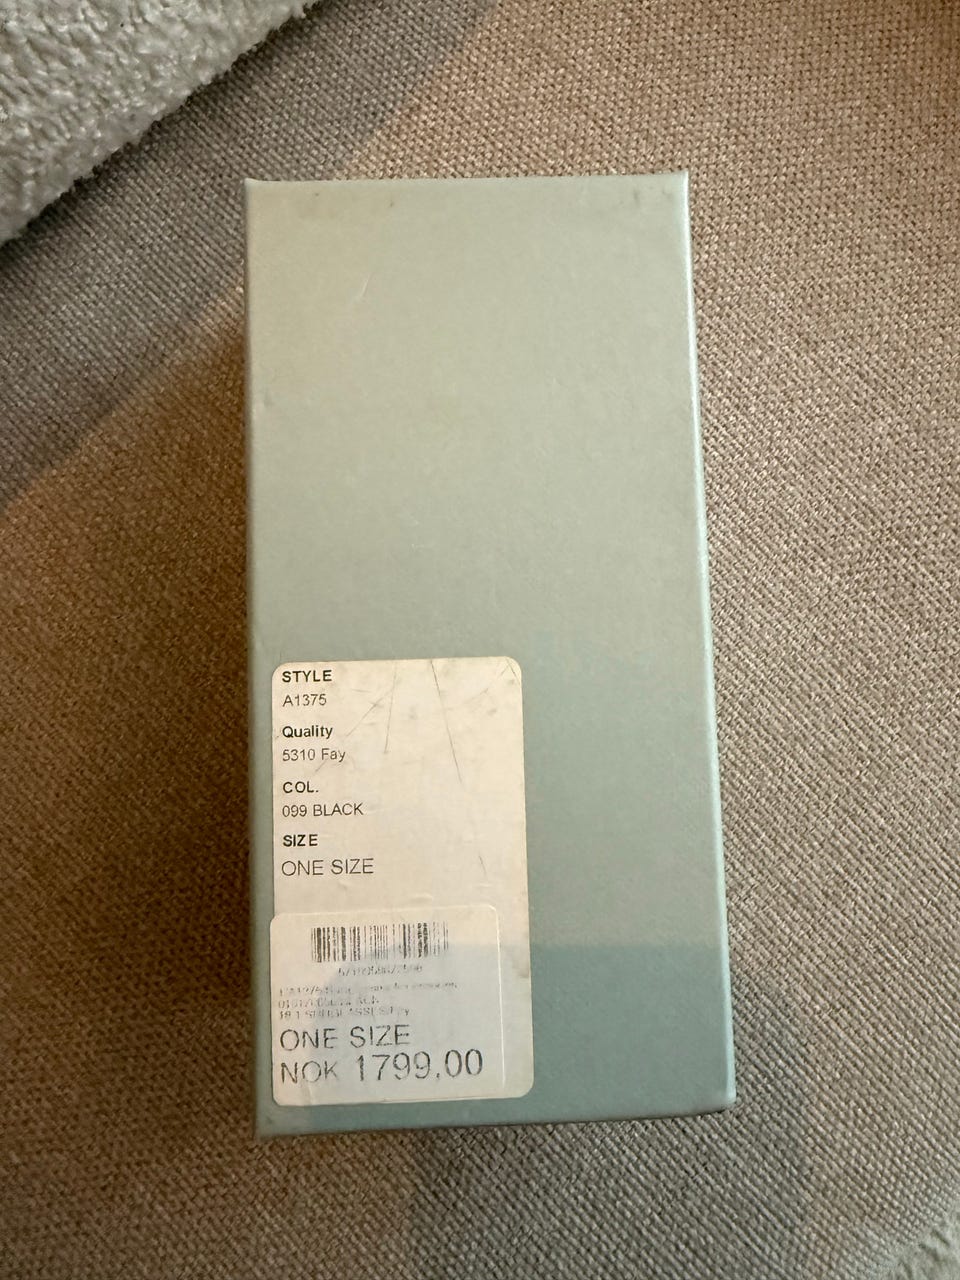 STYLE
A1375
Quality
5310 Fay
COL.
099 BLACK
SIZE
ONE SIZE
ONE SIZE
NOK 1799,00